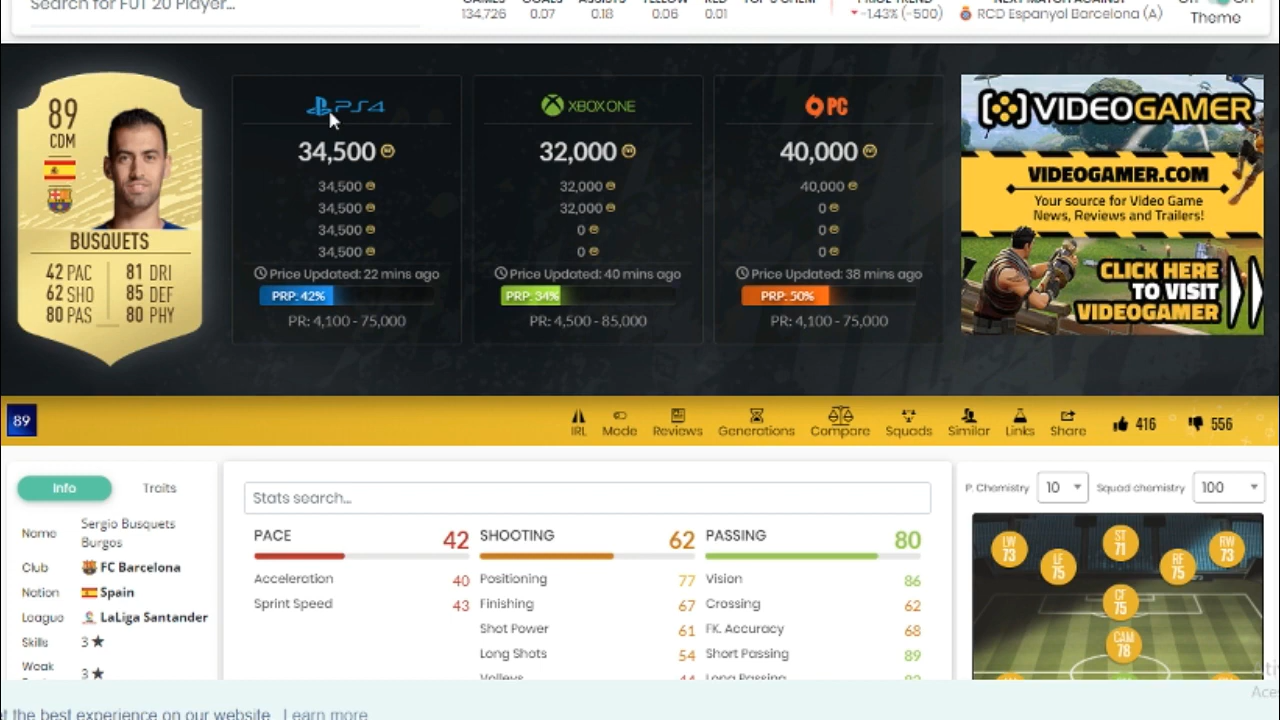 Search for FUT 20 Player...
GAMES GOALS ASSISTS YELLOW RED TOP 3 CHEM PRICE TREND NEXT MATCH AGAINST On
134,726 0.07 0.18 0.06 0.01 -1.43% (-500) RCD Espanyol Barcelona (A)
Theme
89
CDM
BUSQUETS
42 PAC 81 DRI
62 SHO 85 DEF
80 PAS 80 PHY
PS4
34,500
34,500
34,500
34,500
34,500
Price Updated: 22 mins ago
PRP: 42%
PR: 4,100 - 75,000
XBOX ONE
32,000
32,000
32,000
0
0
Price Updated: 40 mins ago
PRP: 34%
PR: 4,500 - 85,000
PC
40,000
40,000
0
0
0
Price Updated: 38 mins ago
PRP: 50%
PR: 4,100 - 75,000
VIDEOGAMER
VIDEOGAMER.COM
Your source for Video Game
News, Reviews and Trailers!
CLICK HERE
TO VISIT
VIDEOGAMER
89
IRL Mode Reviews Generations Compare Squads Similar Links Share 416 556
Info Traits
Name Sergio Busquets
Burgos
Club FC Barcelona
Nation Spain
League LaLiga Santander
Skills 3
Weak 3
Stats search...
PACE 42
Acceleration 40
Sprint Speed 43
SHOOTING 62
Positioning 77
Finishing 67
Shot Power 61
Long Shots 54
Volleys 44
PASSING 80
Vision 86
Crossing 62
FK. Accuracy 68
Short Passing 89
Long Passing
P. Chemistry 10 Squad chemistry 100
LW
73
ST
71
RW
73
LF
75
RF
75
CF
75
CAM
78
t the best experience on our website. Learn more